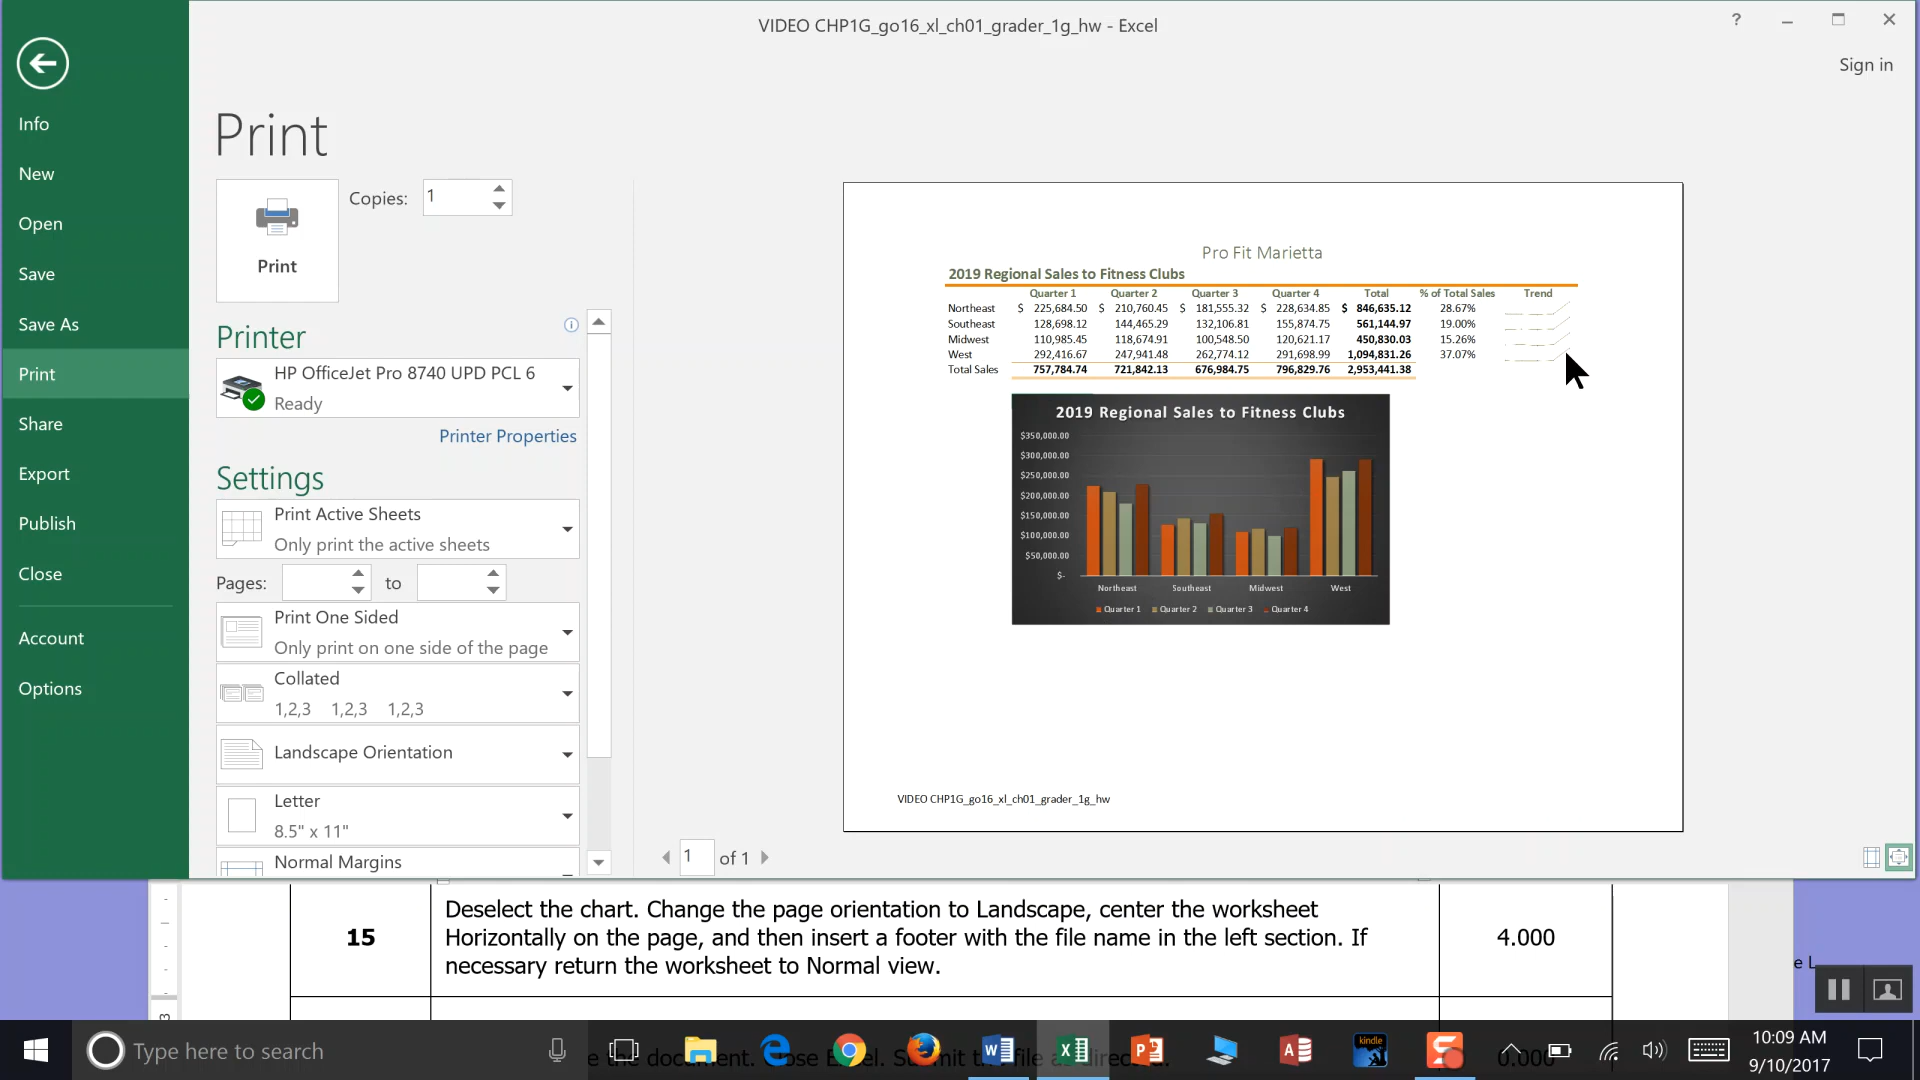 VIDEO CHP1G_go16_xl_ch01_grader_1g_hw - Excel
?
Sign in
Info
New
Open
Save
Save As
Print
Share
Export
Publish
Close
Account
Options
Print
Print
Copies: 1
Printer
HP OfficeJet Pro 8740 UPD PCL 6
Ready
Printer Properties
Settings
Print Active Sheets
Only print the active sheets
Pages: to
Print One Sided
Only print on one side of the page
Collated
1,2,3 1,2,3 1,2,3
Landscape Orientation
Letter
8.5" x 11"
Normal Margins
Pro Fit Marietta
2019 Regional Sales to Fitness Clubs
Quarter 1 Quarter 2 Quarter 3 Quarter 4 Total % of Total Sales Trend
Northeast $ 225,684.50 $ 210,760.45 $ 181,555.32 $ 228,634.85 $ 846,635.12 28.67%
Southeast 128,698.12 144,465.29 132,106.81 155,874.75 561,144.97 19.00%
Midwest 110,985.45 118,674.91 100,548.50 120,621.17 450,830.03 15.26%
West 292,416.67 247,941.48 262,774.12 291,698.99 1,094,831.26 37.07%
Total Sales 757,784.74 721,842.13 676,984.75 796,829.76 2,953,441.38
2019 Regional Sales to Fitness Clubs
$350,000.00
$300,000.00
$250,000.00
$200,000.00
$150,000.00
$100,000.00
$50,000.00
$-
Northeast Southeast Midwest West
Quarter 1 Quarter 2 Quarter 3 Quarter 4
VIDEO CHP1G_go16_xl_ch01_grader_1g_hw
1 of 1
15
Deselect the chart. Change the page orientation to Landscape, center the worksheet
Horizontally on the page, and then insert a footer with the file name in the left section. If
necessary return the worksheet to Normal view.
4.000
e L
Type here to search
the document.
kindle
0.000
10:09 AM
9/10/2017